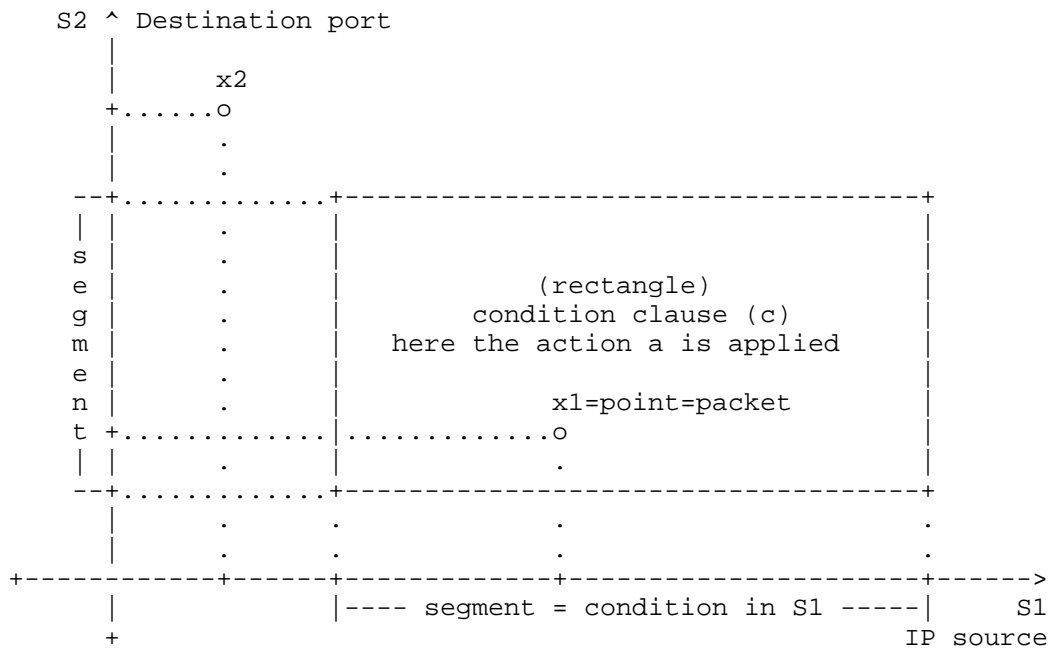 S2 ^ Destination port
x2
segment
(rectangle)
condition clause (c)
here the action a is applied
x1=point=packet
|---- segment = condition in S1 -----| S1
IP source